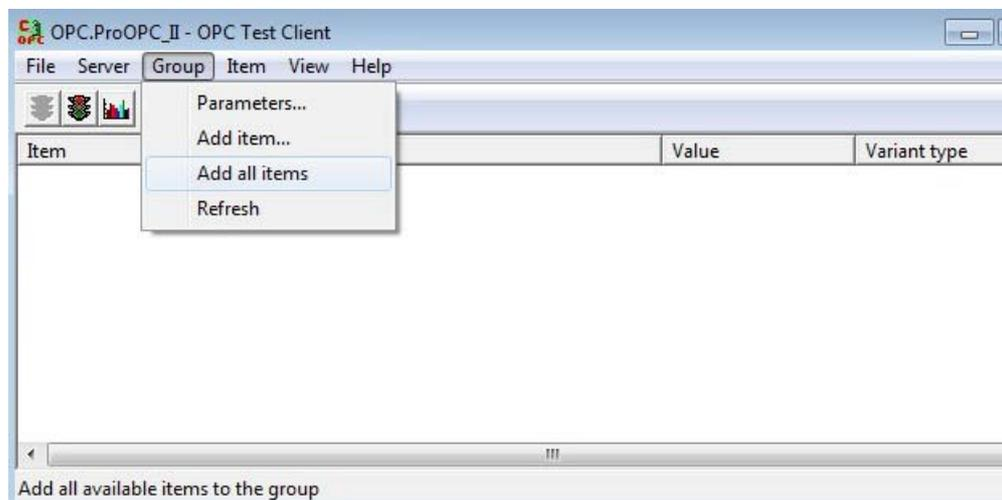 OPC.ProOPC_II - OPC Test Client
File Server Group Item View Help
Parameters...
Add item...
Item Value Variant type
Add all items
Refresh
Add all available items to the group